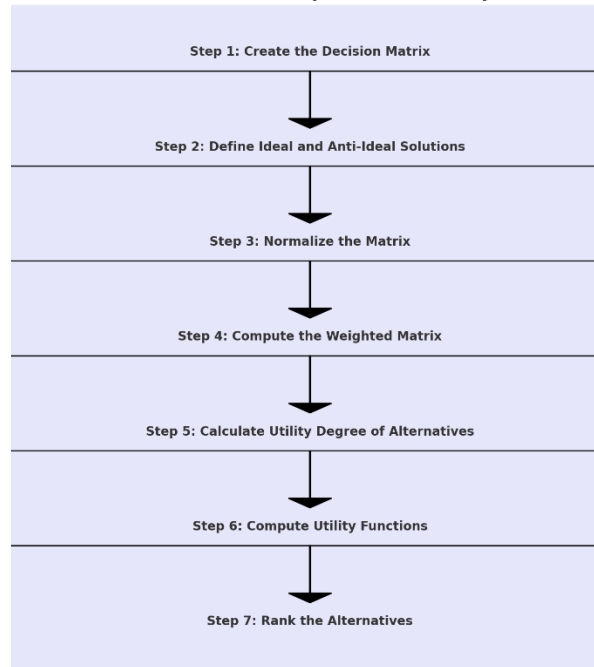 Step 1: Create the Decision Matrix
Step 2: Define Ideal and Anti-Ideal Solutions
Step 3: Normalize the Matrix
Step 4: Compute the Weighted Matrix
Step 5: Calculate Utility Degree of Alternatives
Step 6: Compute Utility Functions
Step 7: Rank the Alternatives